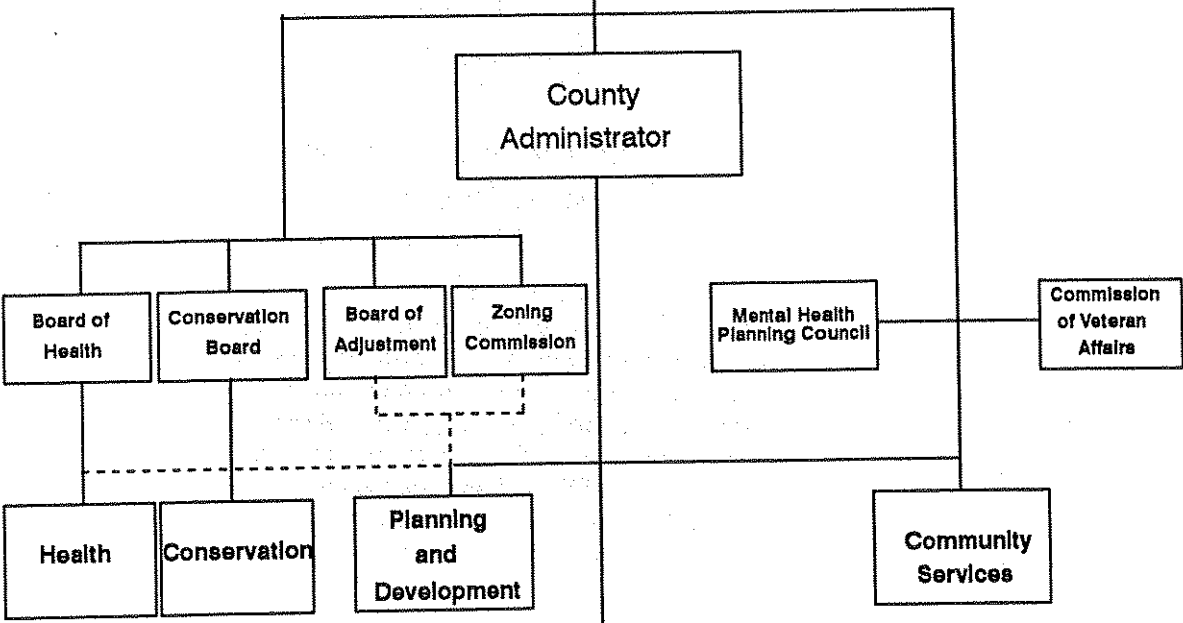 County
Administrator
Board of
Health
Conservation
Board
Board of
Adjustment
Zoning
Commission
Mental Health
Planning Council
Commission
of Veteran
Affairs
Health
Conservation
Planning
and
Development
Community
Services